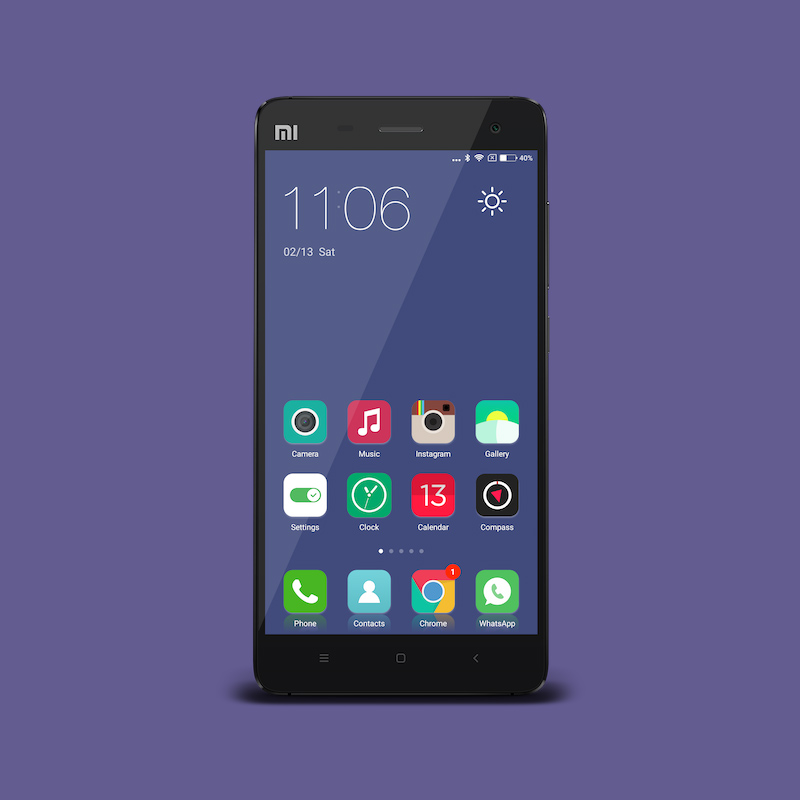 MI
40%
11:06
02/13 Sat
Camera Music Instagram Gallery
13
Settings Clock Calendar Compass
1
Phone Contacts Chrome WhatsApp